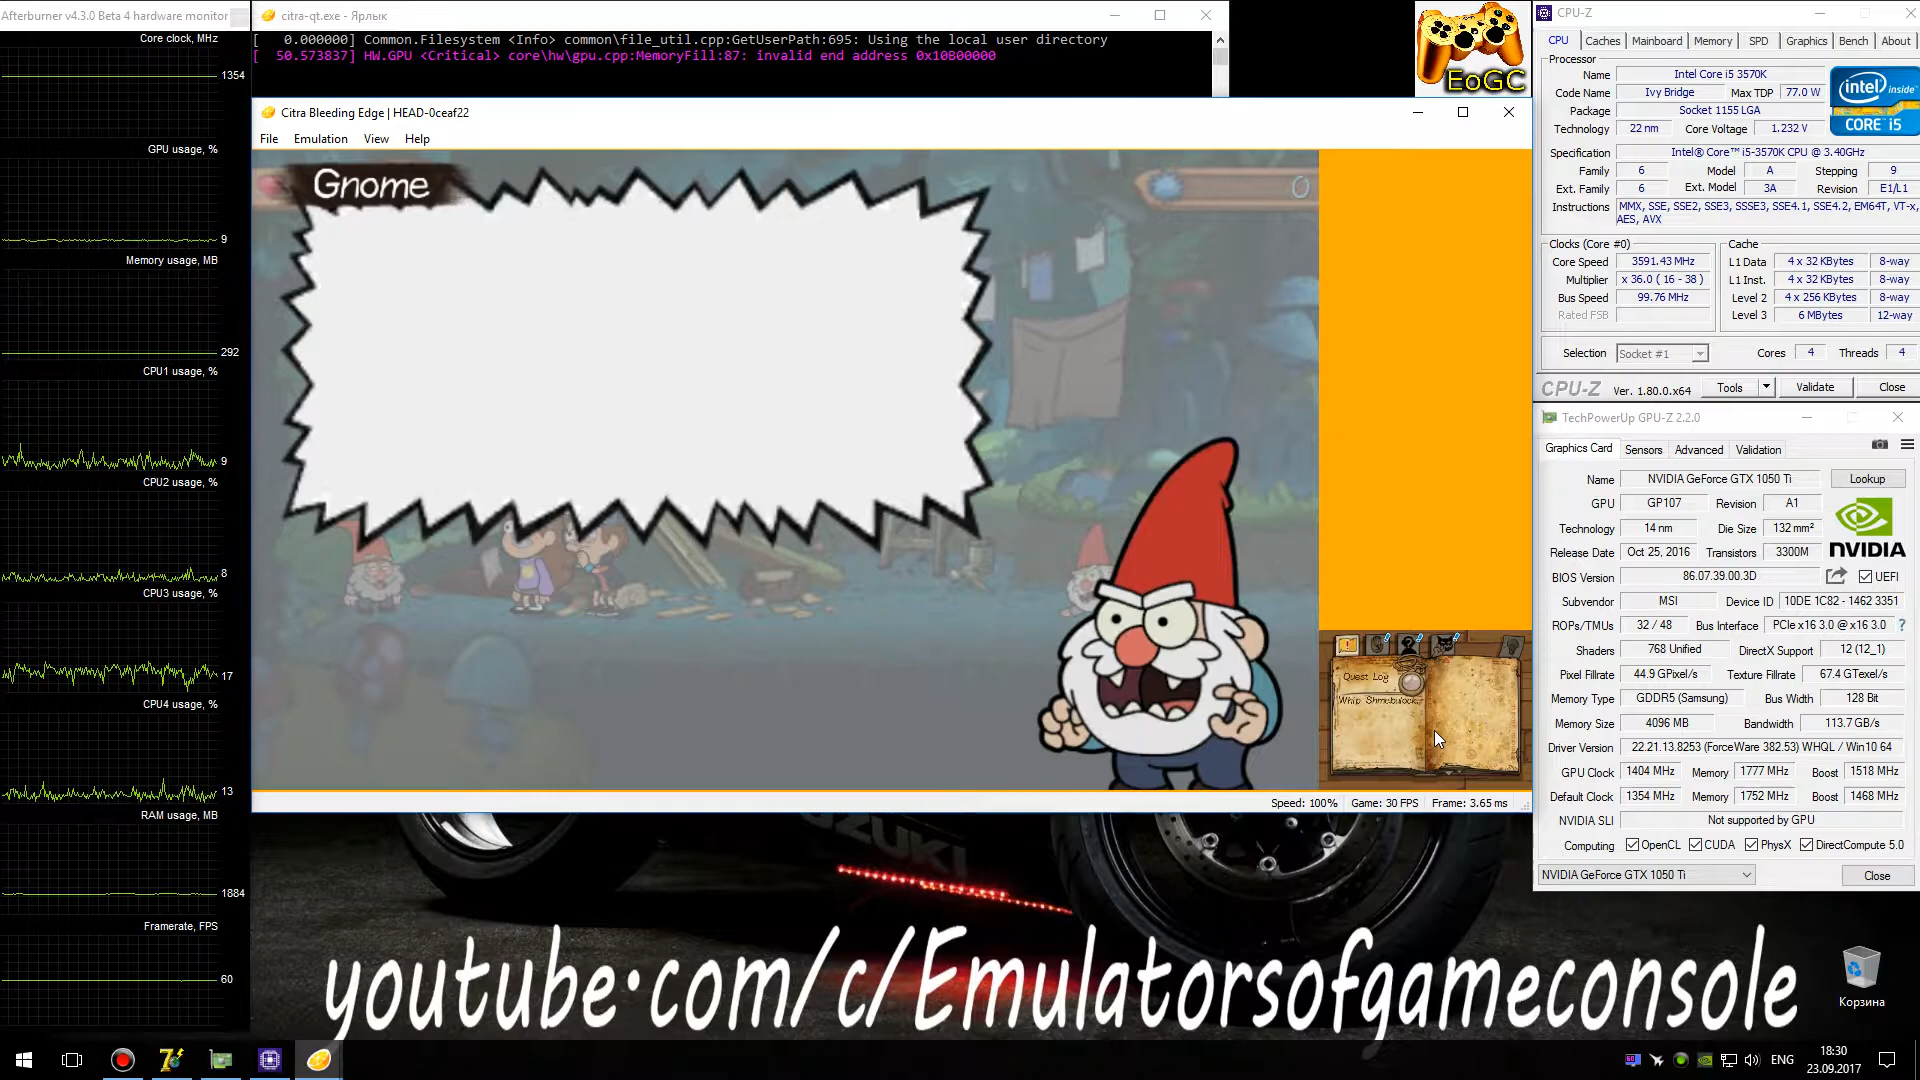 Afterburner v4.3.0 Beta 4 hardware monitor
Core clock, MHz
1354
GPU usage, %
9
Memory usage, MB
292
CPU1 usage, %
9
CPU2 usage, %
8
CPU3 usage, %
17
CPU4 usage, %
13
RAM usage, MB
1884
Framerate, FPS
60
citra-qt.exe - Ярлык
[ 0.000000] Common.Filesystem <Info> common\file_util.cpp:GetUserPath:695: Using the local user directory
[ 50.573837] HW.GPU <Critical> core\hw\gpu.cpp:MemoryFill:87: invalid end address 0x10B00000
EoGC
Citra Bleeding Edge | HEAD-0ceaf22
File Emulation View Help
Gnome
0
Quest Log
Whip Shmebulock
Speed: 100% Game: 30 FPS Frame: 3.65 ms
CPU-Z
CPU Caches Mainboard Memory SPD Graphics Bench About
Processor
Name Intel Core i5 3570K
Code Name Ivy Bridge Max TDP 77.0 W
Package Socket 1155 LGA
Technology 22 nm Core Voltage 1.232 V
intel inside
CORE i5
Specification Intel® Core™ i5-3570K CPU @ 3.40GHz
Family 6 Model A Stepping 9
Ext. Family 6 Ext. Model 3A Revision E1/L1
Instructions MMX, SSE, SSE2, SSE3, SSSE3, SSE4.1, SSE4.2, EM64T, VT-x,
AES, AVX
Clocks (Core #0) Cache
Core Speed 3591.43 MHz L1 Data 4 x 32 KBytes 8-way
Multiplier x 36.0 ( 16 - 38 ) L1 Inst. 4 x 32 KBytes 8-way
Bus Speed 99.76 MHz Level 2 4 x 256 KBytes 8-way
Rated FSB Level 3 6 MBytes 12-way
Selection Socket #1 Cores 4 Threads 4
CPU-Z Ver. 1.80.0.x64 Tools Validate Close
TechPowerUp GPU-Z 2.2.0
Graphics Card Sensors Advanced Validation
Name NVIDIA GeForce GTX 1050 Ti Lookup
GPU GP107 Revision A1
Technology 14 nm Die Size 132 mm²
Release Date Oct 25, 2016 Transistors 3300M
NVIDIA
BIOS Version 86.07.39.00.3D UEFI
Subvendor MSI Device ID 10DE 1C82 - 1462 3351
ROPs/TMUs 32 / 48 Bus Interface PCIe x16 3.0 @ x16 3.0 ?
Shaders 768 Unified DirectX Support 12 (12_1)
Pixel Fillrate 44.9 GPixel/s Texture Fillrate 67.4 GTexel/s
Memory Type GDDR5 (Samsung) Bus Width 128 Bit
Memory Size 4096 MB Bandwidth 113.7 GB/s
Driver Version 22.21.13.8253 (ForceWare 382.53) WHQL / Win10 64
GPU Clock 1404 MHz Memory 1777 MHz Boost 1518 MHz
Default Clock 1354 MHz Memory 1752 MHz Boost 1468 MHz
NVIDIA SLI Not supported by GPU
Computing OpenCL CUDA PhysX DirectCompute 5.0
NVIDIA GeForce GTX 1050 Ti Close
youtube.com/c/Emulatorsofgameconsole
Корзина
ENG
18:30
23.09.2017